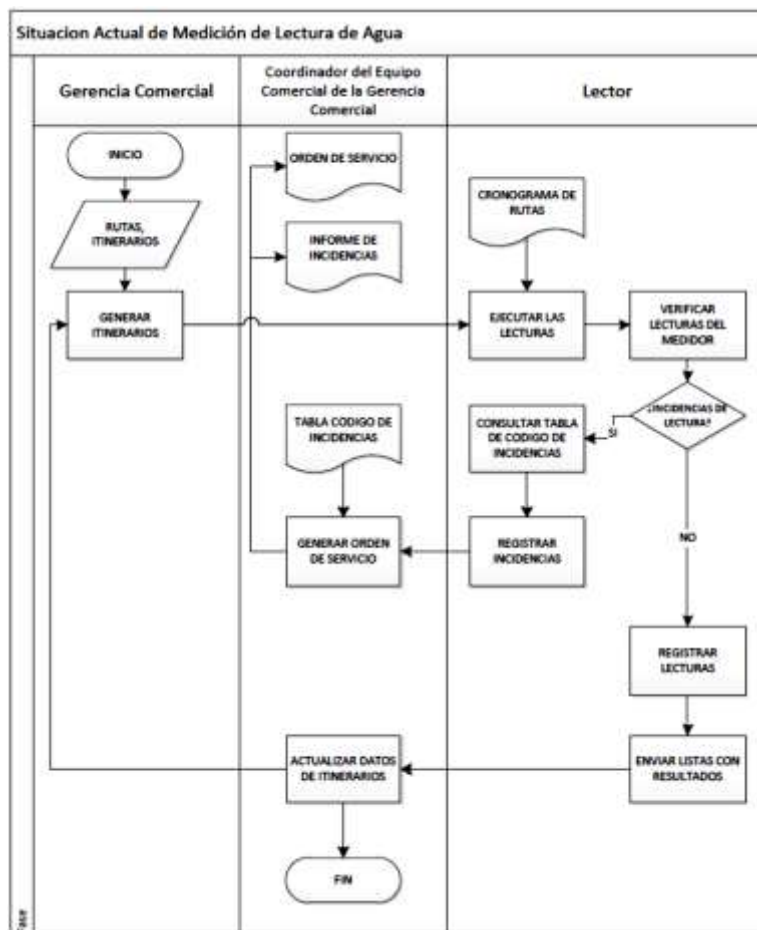 Situacion Actual de Medición de Lectura de Agua
Gerencia Comercial
Coordinador del Equipo
Comercial de la Gerencia
Comercial
Lector
INICIO
RUTAS,
ITINERARIOS
GENERAR
ITINERARIOS
ORDEN DE SERVICIO
INFORME DE
INCIDENCIAS
CRONOGRAMA DE
RUTAS
EJECUTAR LAS
LECTURAS
VERIFICAR
LECTURAS DEL
MEDIDOR
¿INCIDENCIAS DE
LECTURA?
SI
NO
TABLA CODIGO DE
INCIDENCIAS
CONSULTAR TABLA
DE CODIGO DE
INCIDENCIAS
GENERAR ORDEN
DE SERVICIO
REGISTRAR
INCIDENCIAS
REGISTRAR
LECTURAS
ACTUALIZAR DATOS
DE ITINERARIOS
ENVIAR LISTAS CON
RESULTADOS
FIN
Fase